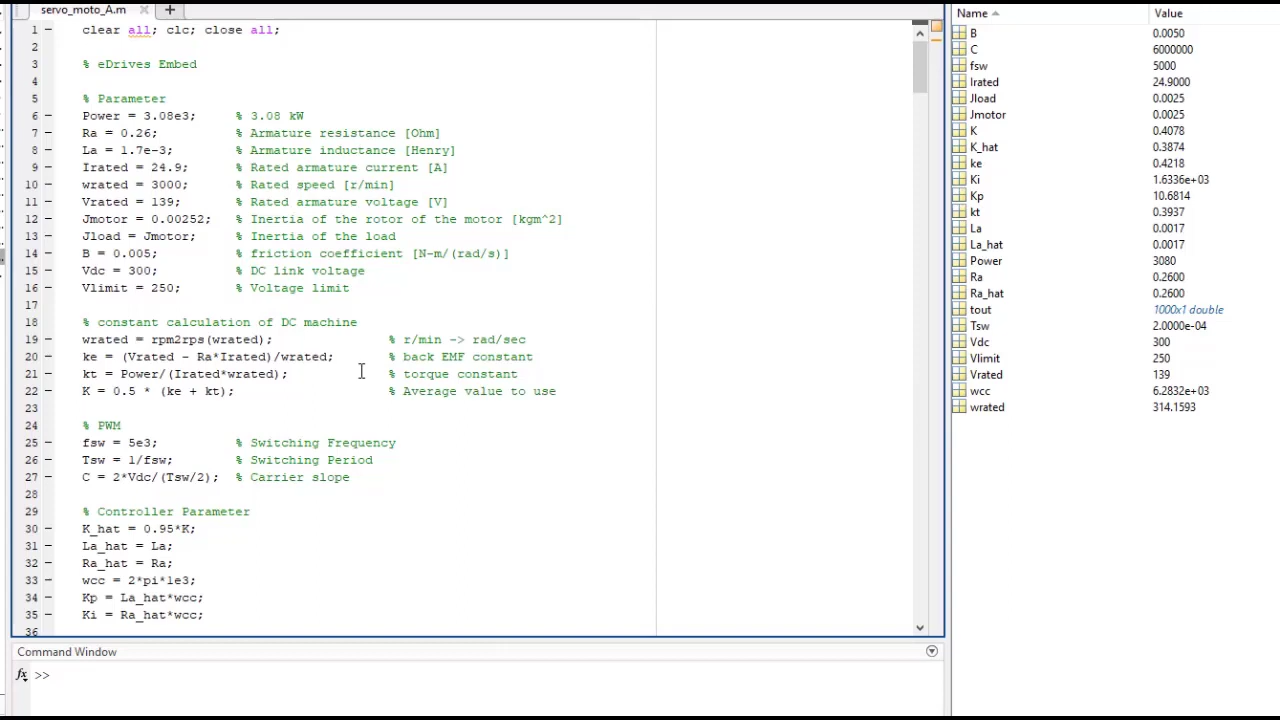 servo_moto_A.m
1 - clear all; clc; close all;
2
3 % eDrives Embed
4
5 % Parameter
6 - Power = 3.08e3; % 3.08 kW
7 - Ra = 0.26; % Armature resistance [Ohm]
8 - La = 1.7e-3; % Armature inductance [Henry]
9 - Irated = 24.9; % Rated armature current [A]
10 - wrated = 3000; % Rated speed [r/min]
11 - Vrated = 139; % Rated armature voltage [V]
12 - Jmotor = 0.00252; % Inertia of the rotor of the motor [kgm^2]
13 - Jload = Jmotor; % Inertia of the load
14 - B = 0.005; % friction coefficient [N-m/(rad/s)]
15 - Vdc = 300; % DC link voltage
16 - Vlimit = 250; % Voltage limit
17
18 % constant calculation of DC machine
19 - wrated = rpm2rps(wrated); % r/min -> rad/sec
20 - ke = (Vrated - Ra*Irated)/wrated; % back EMF constant
21 - kt = Power/(Irated*wrated); % torque constant
22 - K = 0.5 * (ke + kt); % Average value to use
23
24 % PWM
25 - fsw = 5e3; % Switching Frequency
26 - Tsw = 1/fsw; % Switching Period
27 - C = 2*Vdc/(Tsw/2); % Carrier slope
28
29 % Controller Parameter
30 - K_hat = 0.95*K;
31 - La_hat = La;
32 - Ra_hat = Ra;
33 - wcc = 2*pi*1e3;
34 - Kp = La_hat*wcc;
35 - Ki = Ra_hat*wcc;
36
Command Window
fx >>
Name Value
B 0.0050
C 6000000
fsw 5000
Irated 24.9000
Jload 0.0025
Jmotor 0.0025
K 0.4078
K_hat 0.3874
ke 0.4218
Ki 1.6336e+03
Kp 10.6814
kt 0.3937
La 0.0017
La_hat 0.0017
Power 3080
Ra 0.2600
Ra_hat 0.2600
tout 1000x1 double
Tsw 2.0000e-04
Vdc 300
Vlimit 250
Vrated 139
wcc 6.2832e+03
wrated 314.1593